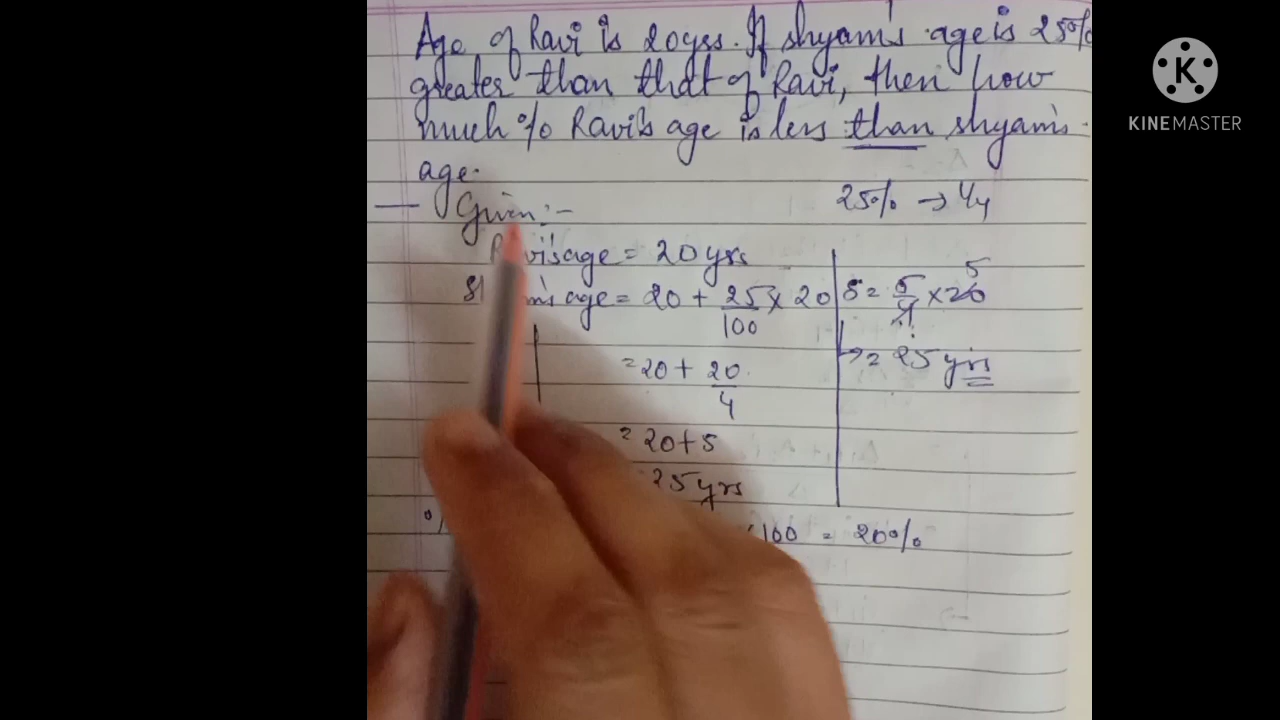 Age of Ravi is 20yrs. If Shyam's age is 25%
greater than that of Ravi, then how
much % Ravi's age is less than Shyam's
age.
25% → 1/4
Given:-
age = 20 yrs
age = 20 + 25/100 × 20
= 20 + 20/4
= 20+5
25 yrs
S = 5/4 × 20
5
→ = 25 yrs
100 = 20%
K
KINEMASTER